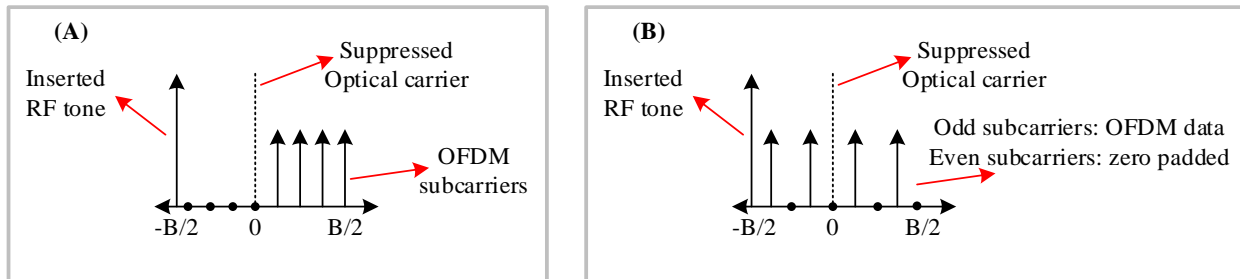 (A)
Suppressed
Optical carrier
Inserted
RF tone
OFDM
subcarriers
-B/2
0
B/2
(B)
Suppressed
Optical carrier
Inserted
RF tone
Odd subcarriers: OFDM data
Even subcarriers: zero padded
-B/2
0
B/2